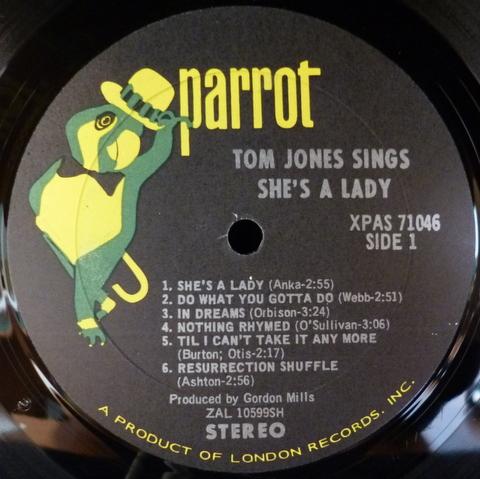 parrot
TOM JONES SINGS
SHE'S A LADY
XPAS 71046
SIDE 1
1. SHE'S A LADY (Anka-2:55)
2. DO WHAT YOU GOTTA DO (Webb-2:51)
3. IN DREAMS (Orbison-3:24)
4. NOTHING RHYMED (O'Sullivan-3:06)
5. TIL I CAN'T TAKE IT ANY MORE
(Burton; Otis-2:17)
6. RESURRECTION SHUFFLE
(Ashton-2:56)
Produced by Gordon Mills
ZAL 10599SH
STEREO
A PRODUCT OF LONDON RECORDS, INC.